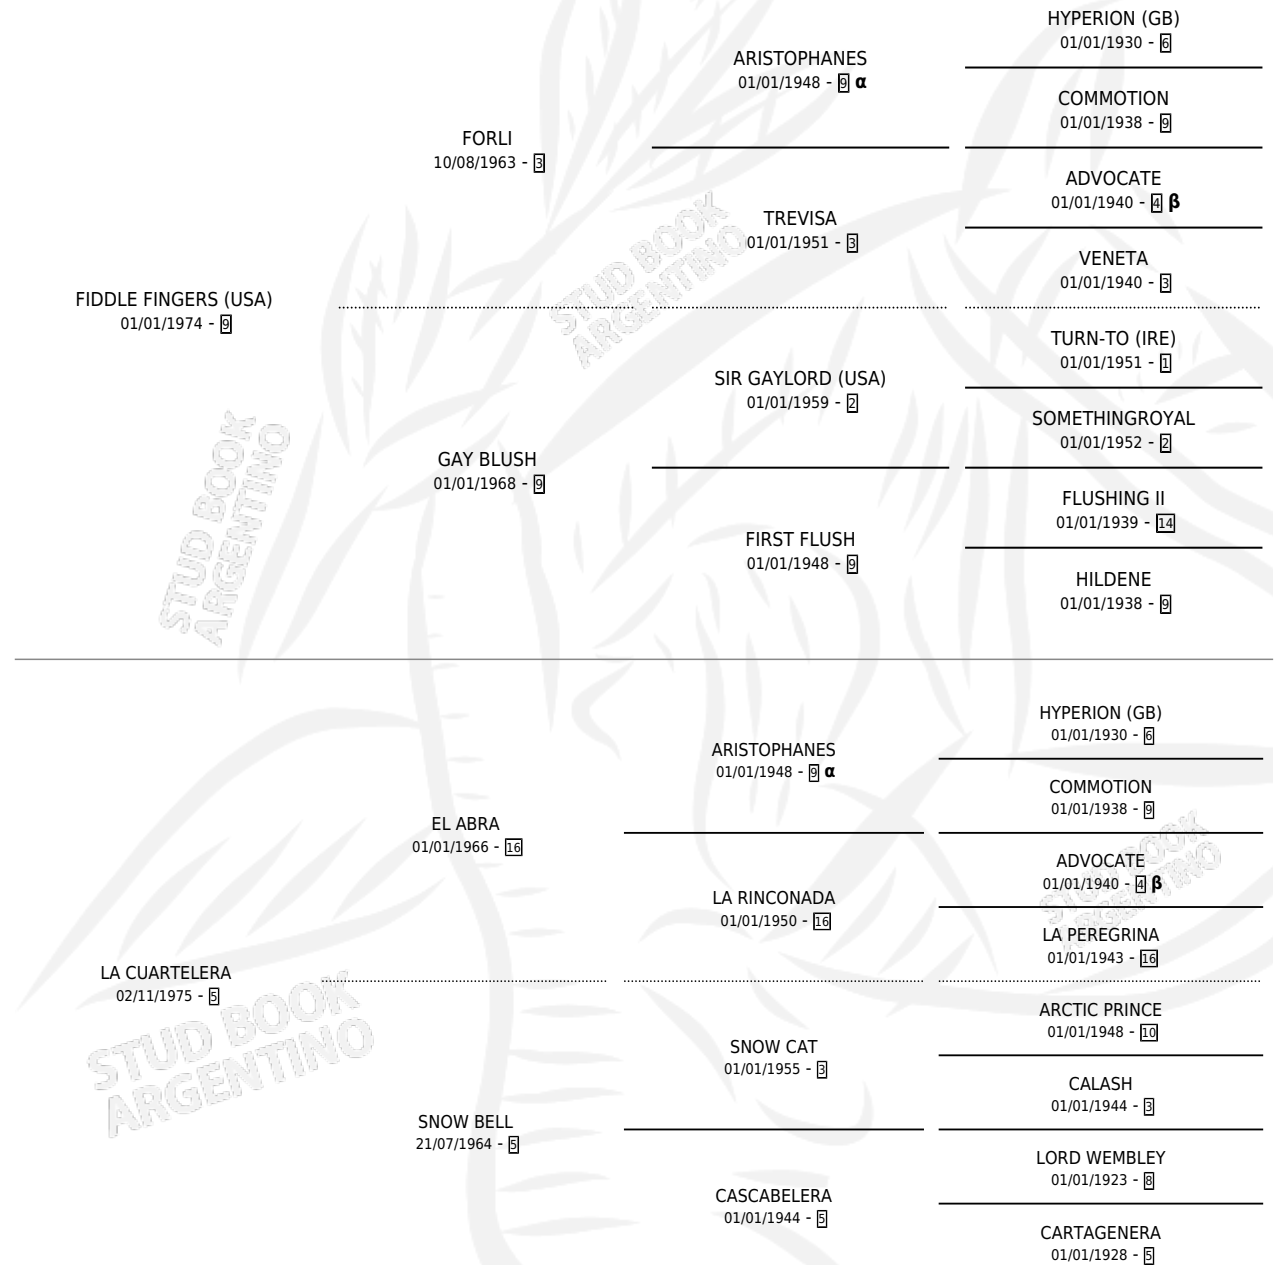 HYPERION (GB)
01/01/1930 - 6
ARISTOPHANES
01/01/1948 - 9 α
COMMOTION
01/01/1938 - 9
FORLI
10/08/1963 - 3
ADVOCATE
01/01/1940 - 4 β
TREVISA
01/01/1951 - 3
VENETA
01/01/1940 - 3
FIDDLE FINGERS (USA)
01/01/1974 - 9
TURN-TO (IRE)
01/01/1951 - 1
SIR GAYLORD (USA)
01/01/1959 - 2
SOMETHINGROYAL
01/01/1952 - 2
GAY BLUSH
01/01/1968 - 9
FLUSHING II
01/01/1939 - 14
FIRST FLUSH
01/01/1948 - 9
HILDENE
01/01/1938 - 9
HYPERION (GB)
01/01/1930 - 6
ARISTOPHANES
01/01/1948 - 9 α
COMMOTION
01/01/1938 - 9
EL ABRA
01/01/1966 - 16
ADVOCATE
01/01/1940 - 4 β
LA RINCONADA
01/01/1950 - 16
LA PEREGRINA
01/01/1943 - 16
LA CUARTELERA
02/11/1975 - 5
ARCTIC PRINCE
01/01/1948 - 10
SNOW CAT
01/01/1955 - 3
CALASH
01/01/1944 - 3
SNOW BELL
21/07/1964 - 5
LORD WEMBLEY
01/01/1923 - 8
CASCABELERA
01/01/1944 - 5
CARTAGENERA
01/01/1928 - 5
STUD BOOK
ARGENTINO
STUD BOOK
ARGENTINO
STUD BOOK
ARGENTINO
STUD BOOK
ARGENTINO